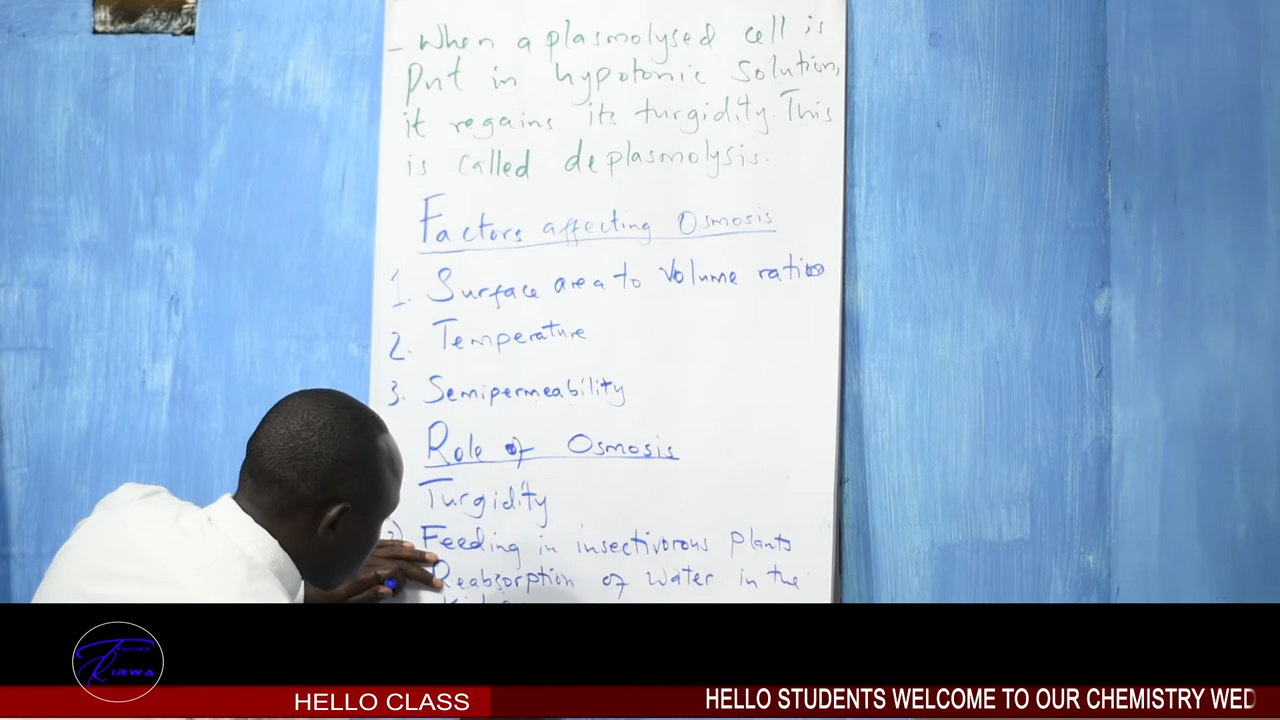 - When a plasmolysed cell is
Put in hypotonic solution,
it regains its turgidity. This
is called deplasmolysis.
Factors affecting Osmosis
1. Surface area to Volume ratio
2. Temperature
3. Semipermeability
Role of Osmosis
Turgidity
Feeding in insectivorous plants
Reabsorption of water in the
KIRWA
HELLO CLASS
HELLO STUDENTS WELCOME TO OUR CHEMISTRY WED